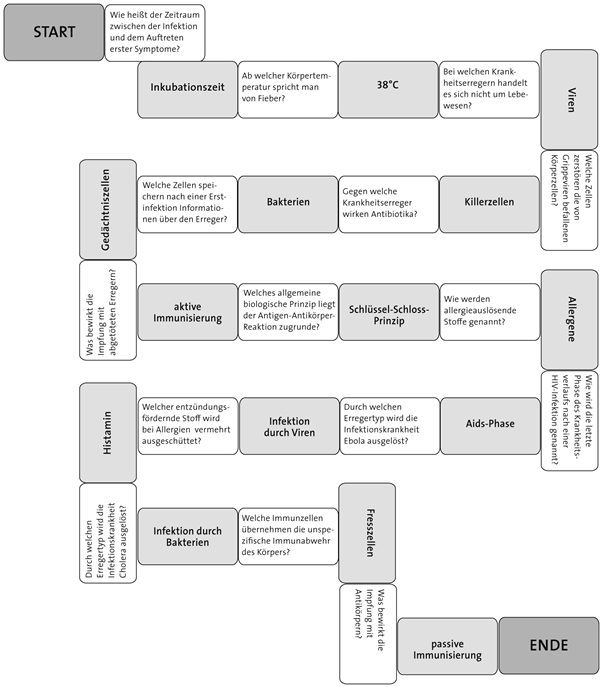 START
Wie heißt der Zeitraum
zwischen der Infektion
und dem Auftreten
erster Symptome?
Inkubationszeit
Ab welcher Körpertem-
peratur spricht man
von Fieber?
38°C
Bei welchen Krank-
heitserregern handelt
es sich nicht um Lebe-
wesen?
Viren
Welche Zellen
zerstören die von
Grippeviren befallenen
Körperzellen?
Killerzellen
Gegen welche
Krankheitserreger
wirken Antibiotika?
Bakterien
Welche Zellen spei-
chern nach einer Erst-
infektion Informatio-
nen über den Erreger?
Gedächtniszellen
Was bewirkt die
Impfung mit
abgetöteten Erregern?
aktive
Immunisierung
Welches allgemeine
biologische Prinzip liegt
der Antigen-Antikörper-
Reaktion zugrunde?
Schlüssel-Schloss-
Prinzip
Wie werden
allergieauslösende
Stoffe genannt?
Allergene
Wie wird die letzte
Phase des Krankheits-
verlaufs nach einer
HIV-Infektion genannt?
Aids-Phase
Durch welchen
Erregertyp wird die
Infektionskrankheit
Ebola ausgelöst?
Infektion
durch Viren
Welcher entzündungs-
fördernde Stoff wird
bei Allergien vermehrt
ausgeschüttet?
Histamin
Durch welchen
Erregertyp wird die
Infektionskrankheit
Cholera ausgelöst?
Infektion durch
Bakterien
Welche Immunzellen
übernehmen die unspe-
zifische Immunabwehr
des Körpers?
Fresszellen
Was bewirkt die
Impfung mit
Antikörpern?
passive
Immunisierung
ENDE